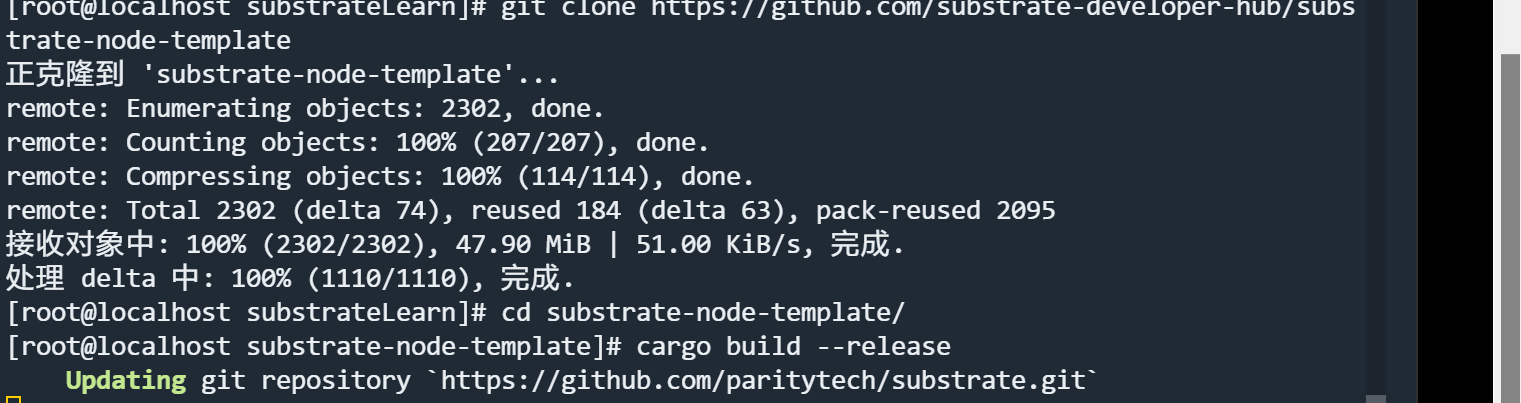 [root@localhost substrateLearn]# git clone https://github.com/substrate-developer-hub/subs
trate-node-template
正克隆到 'substrate-node-template'...
remote: Enumerating objects: 2302, done.
remote: Counting objects: 100% (207/207), done.
remote: Compressing objects: 100% (114/114), done.
remote: Total 2302 (delta 74), reused 184 (delta 63), pack-reused 2095
接收对象中: 100% (2302/2302), 47.90 MiB | 51.00 KiB/s, 完成.
处理 delta 中: 100% (1110/1110), 完成.
[root@localhost substrateLearn]# cd substrate-node-template/
[root@localhost substrate-node-template]# cargo build --release
    Updating git repository `https://github.com/paritytech/substrate.git`